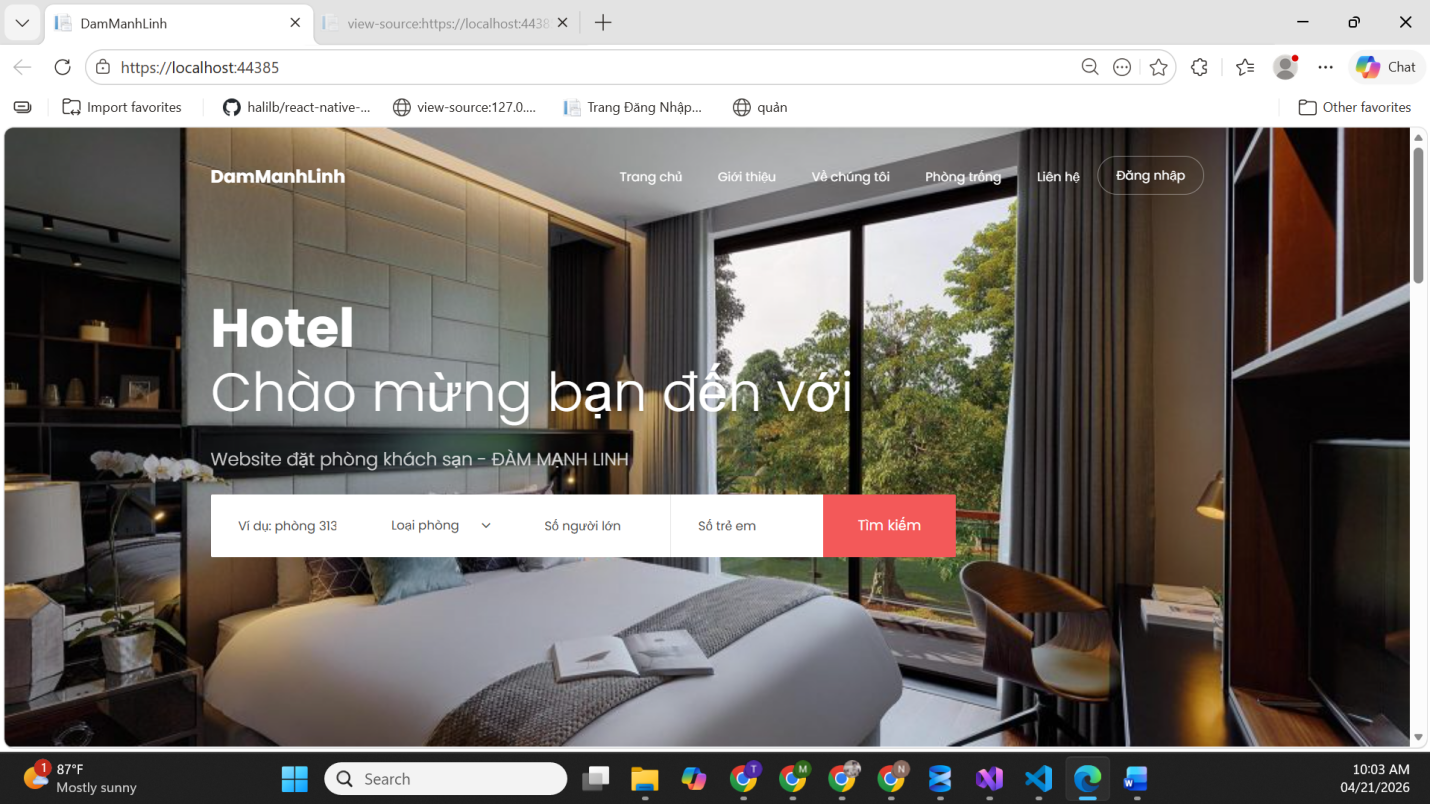 DamManhLinh
view-source:https://localhost:4438
https://localhost:44385
Chat
Import favorites
halilb/react-native-...
view-source:127.0....
Trang Đăng Nhập...
quản
Other favorites
DamManhLinh
Trang chủ
Giới thiệu
Về chúng tôi
Phòng trống
Liên hệ
Đăng nhập
Hotel
Chào mừng bạn đến với
Website đặt phòng khách sạn - ĐÀM MẠNH LINH
Ví dụ: phòng 313
Loại phòng
Số người lớn
Số trẻ em
Tìm kiếm
1
87°F
Mostly sunny
Search
T
M
N
W
10:03 AM
04/21/2026